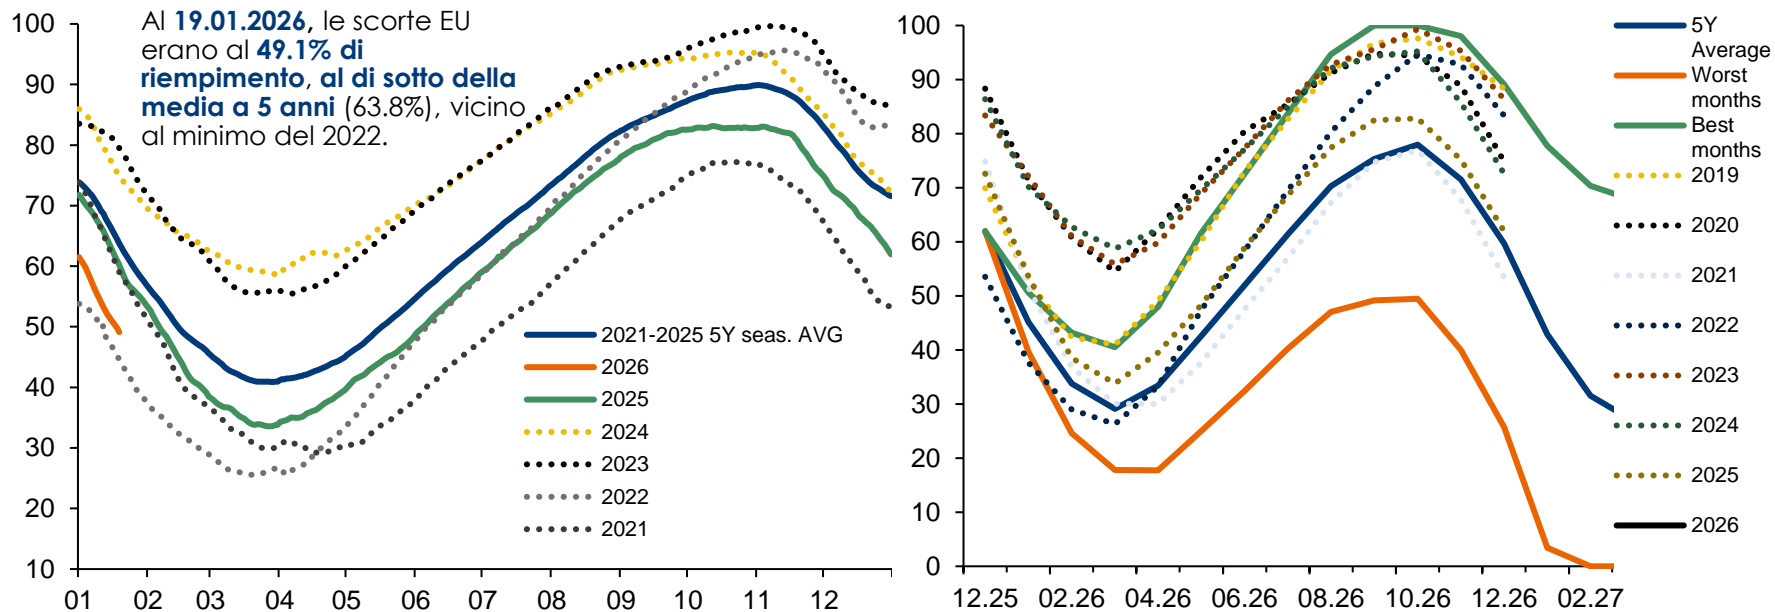 Al 19.01.2026, le scorte EU
erano al 49.1% di
riempimento, al di sotto della
media a 5 anni (63.8%), vicino
al minimo del 2022.
100
90
80
70
60
50
40
30
20
10
01 02 03 04 05 06 07 08 09 10 11 12
2021-2025 5Y seas. AVG
2026
2025
2024
2023
2022
2021
100
90
80
70
60
50
40
30
20
10
0
12.25 02.26 04.26 06.26 08.26 10.26 12.26 02.27
5Y
Average
Worst
months
Best
months
2019
2020
2021
2022
2023
2024
2025
2026